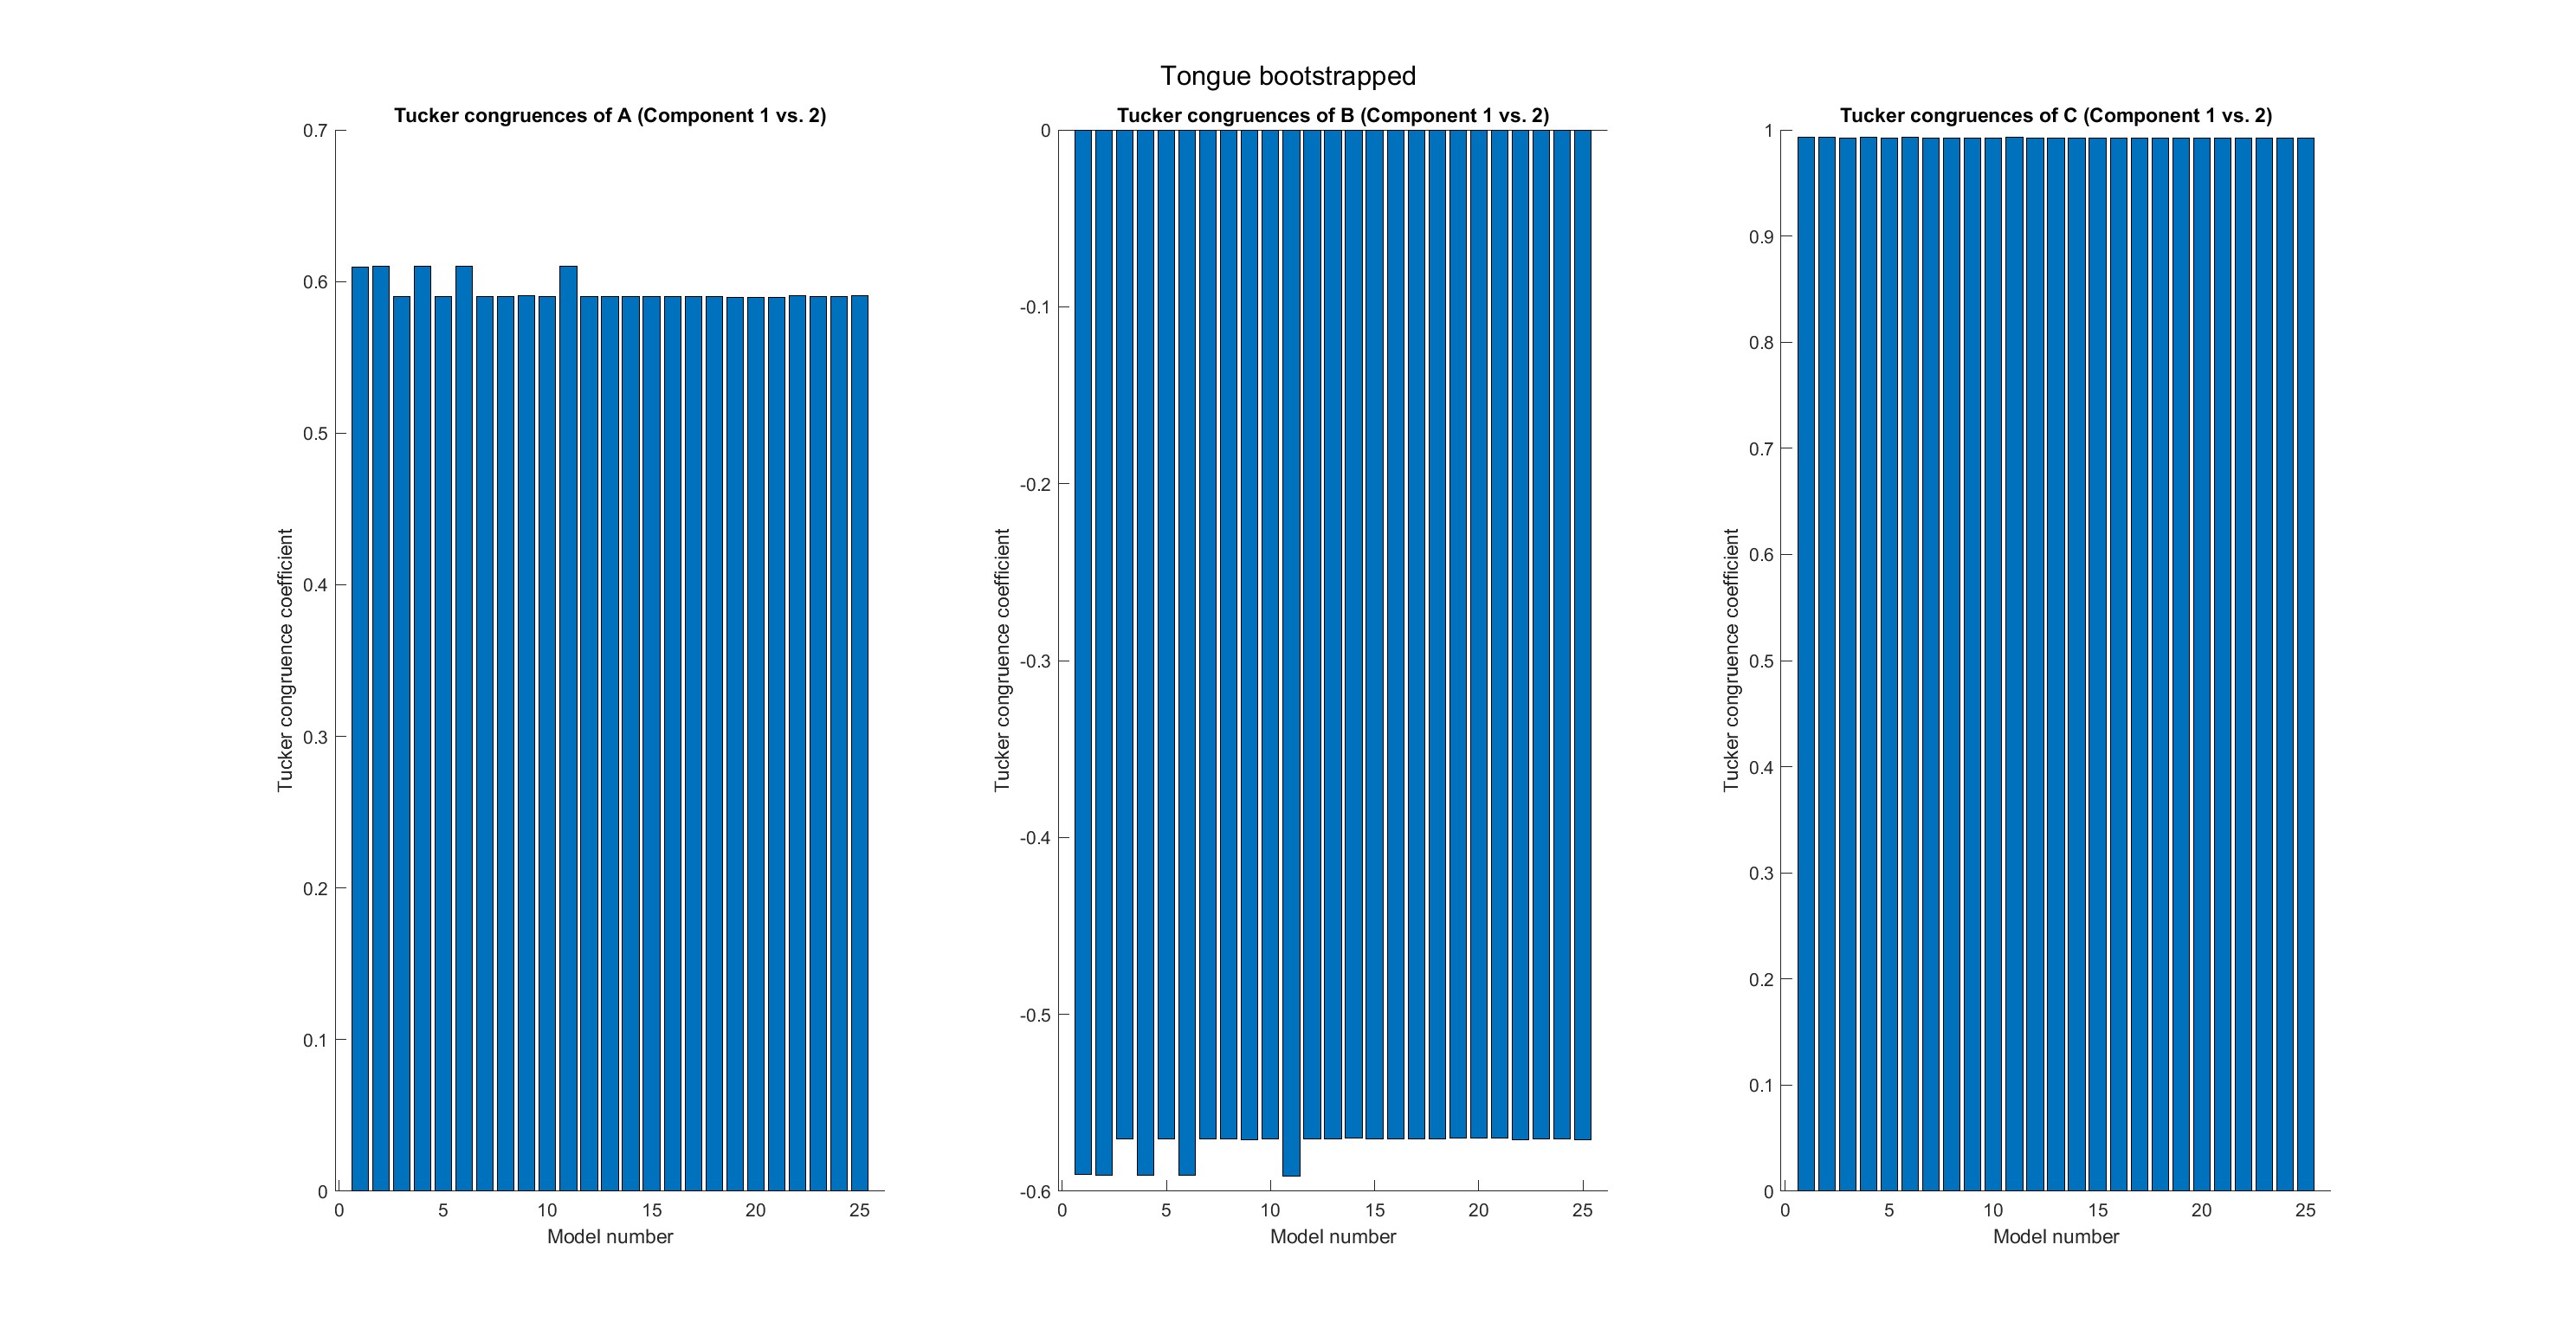 Tongue bootstrapped
Tucker congruences of A (Component 1 vs. 2)
0.7
0.6
0.5
0.4
0.3
0.2
0.1
0
Tucker congruence coefficient
0 5 10 15 20 25
Model number
Tucker congruences of B (Component 1 vs. 2)
0
-0.1
-0.2
-0.3
-0.4
-0.5
-0.6
Tucker congruence coefficient
0 5 10 15 20 25
Model number
Tucker congruences of C (Component 1 vs. 2)
1
0.9
0.8
0.7
0.6
0.5
0.4
0.3
0.2
0.1
0
Tucker congruence coefficient
0 5 10 15 20 25
Model number